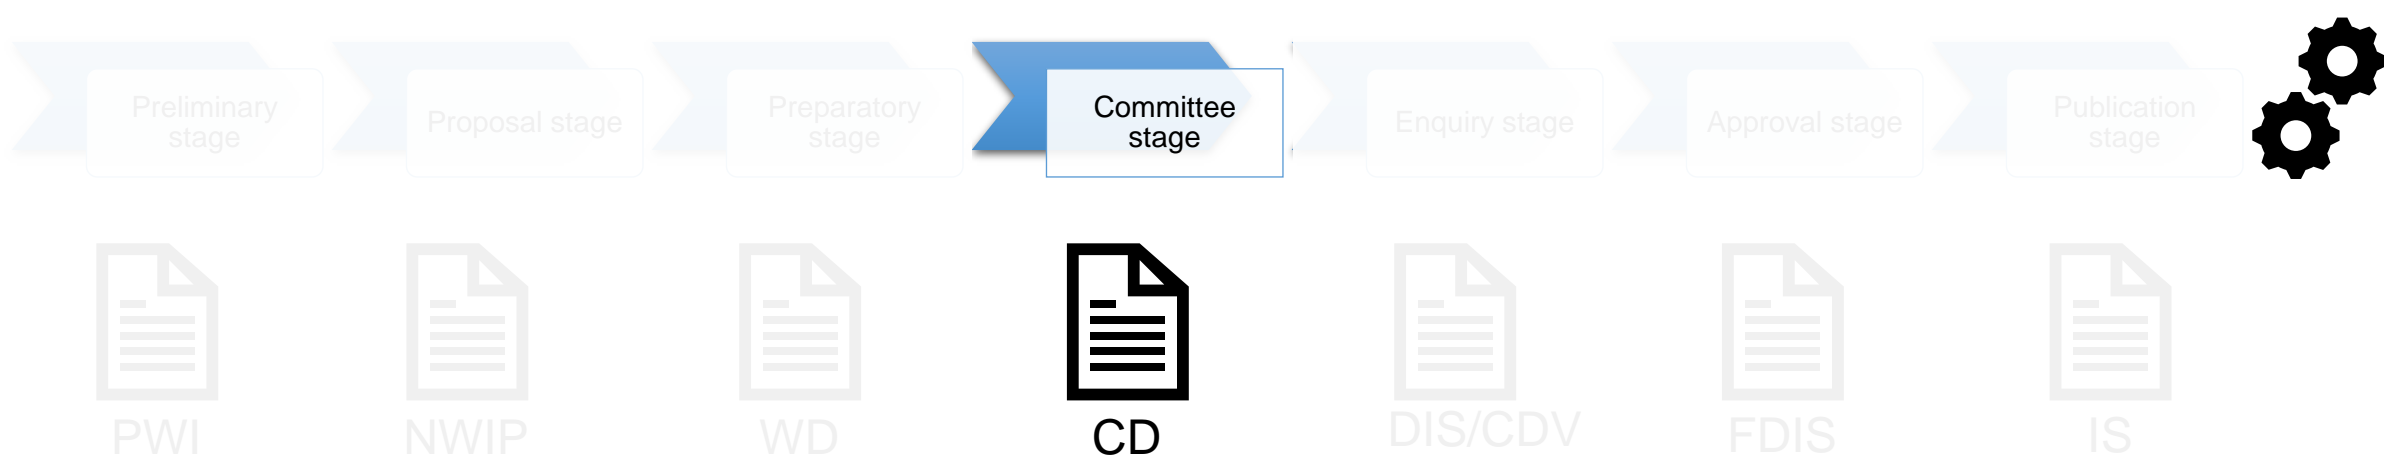 Preliminary
stage
Proposal stage
Preparatory
stage
Committee
stage
Enquiry stage
Approval stage
Publication
stage
PWI
NWIP
WD
CD
DIS/CDV
FDIS
IS